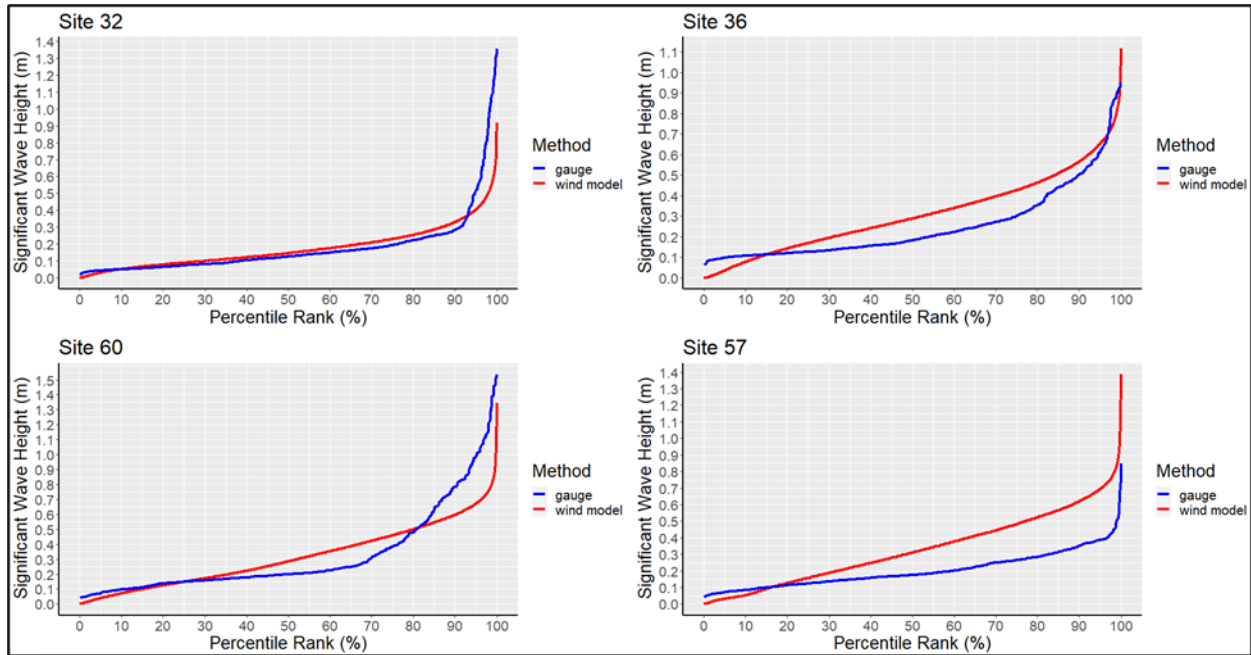 Site 32
Significant Wave Height (m)
1.4
1.3
1.2
1.1
1.0
0.9
0.8
0.7
0.6
0.5
0.4
0.3
0.2
0.1
0.0
0 10 20 30 40 50 60 70 80 90 100
Percentile Rank (%)
Method
gauge
wind model
Site 36
Significant Wave Height (m)
1.1
1.0
0.9
0.8
0.7
0.6
0.5
0.4
0.3
0.2
0.1
0.0
0 10 20 30 40 50 60 70 80 90 100
Percentile Rank (%)
Method
gauge
wind model
Site 60
Significant Wave Height (m)
1.5
1.4
1.3
1.2
1.1
1.0
0.9
0.8
0.7
0.6
0.5
0.4
0.3
0.2
0.1
0.0
0 10 20 30 40 50 60 70 80 90 100
Percentile Rank (%)
Method
gauge
wind model
Site 57
Significant Wave Height (m)
1.4
1.3
1.2
1.1
1.0
0.9
0.8
0.7
0.6
0.5
0.4
0.3
0.2
0.1
0.0
0 10 20 30 40 50 60 70 80 90 100
Percentile Rank (%)
Method
gauge
wind model